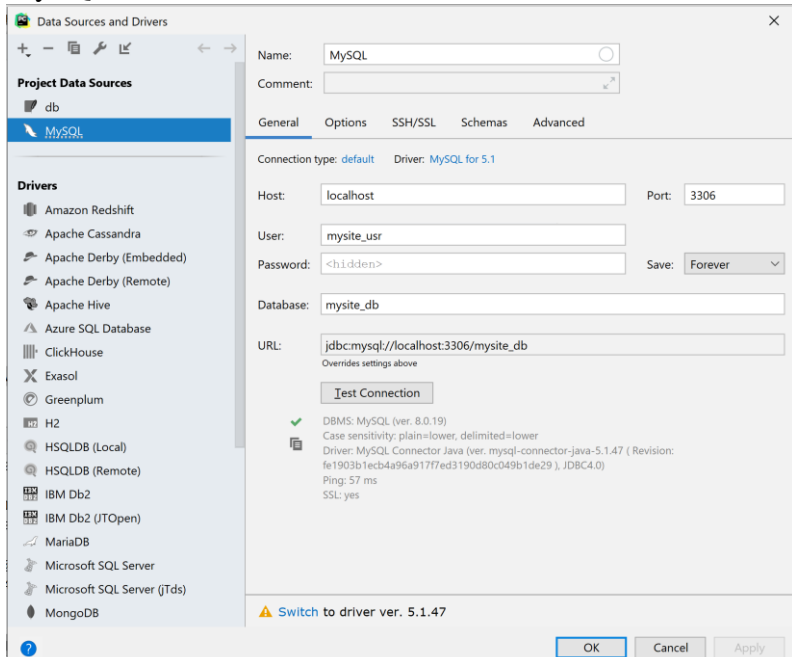 Data Sources and Drivers
Project Data Sources
db
MySQL
Drivers
Amazon Redshift
Apache Cassandra
Apache Derby (Embedded)
Apache Derby (Remote)
Apache Hive
Azure SQL Database
ClickHouse
Exasol
Greenplum
H2
HSQLDB (Local)
HSQLDB (Remote)
IBM Db2
IBM Db2 (JTOpen)
MariaDB
Microsoft SQL Server
Microsoft SQL Server (jTds)
MongoDB
Name: MySQL
Comment:
General Options SSH/SSL Schemas Advanced
Connection type: default Driver: MySQL for 5.1
Host: localhost Port: 3306
User: mysite_usr
Password: <hidden> Save: Forever
Database: mysite_db
URL: jdbc:mysql://localhost:3306/mysite_db
Overrides settings above
Test Connection
DBMS: MySQL (ver. 8.0.19)
Case sensitivity: plain=lower, delimited=lower
Driver: MySQL Connector Java (ver. mysql-connector-java-5.1.47 ( Revision:
fe1903b1ecb4a96a917f7ed3190d80c049b1de29 ), JDBC4.0)
Ping: 57 ms
SSL: yes
Switch to driver ver. 5.1.47
OK Cancel Apply